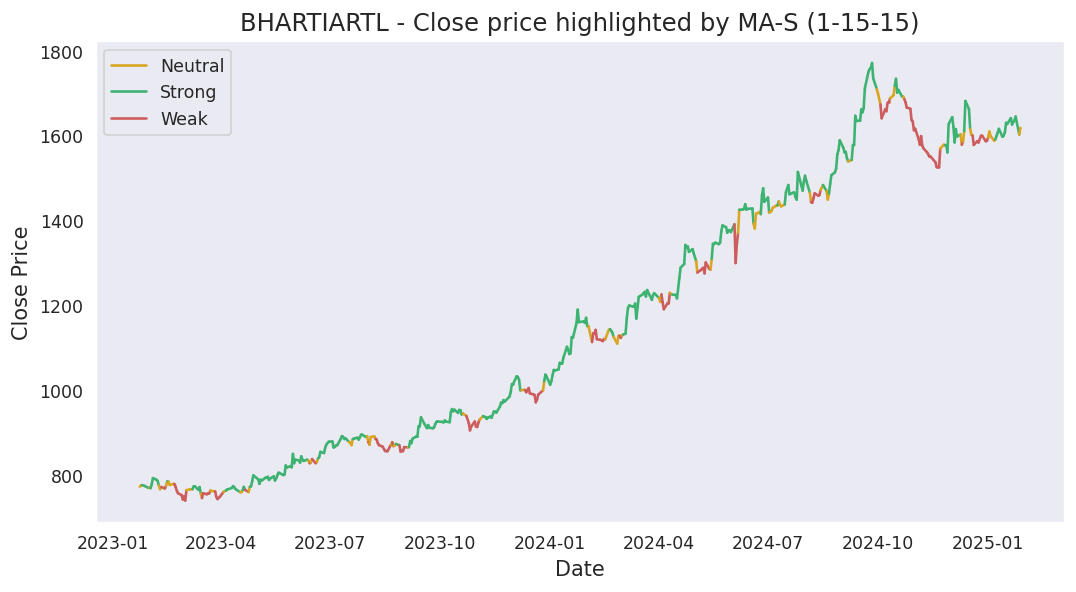 BHARTIARTL - Close price highlighted by MA-S (1-15-15)
Neutral
Strong
Weak
Close Price
1800
1600
1400
1200
1000
800
2023-01 2023-04 2023-07 2023-10 2024-01 2024-04 2024-07 2024-10 2025-01
Date